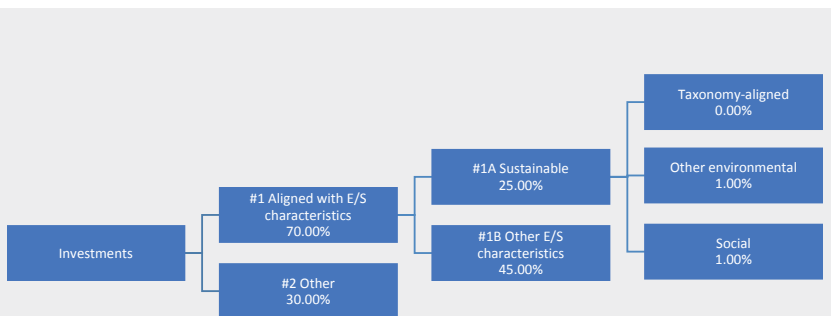 Investments
#1 Aligned with E/S
characteristics
70.00%
#2 Other
30.00%
#1A Sustainable
25.00%
#1B Other E/S
characteristics
45.00%
Taxonomy-aligned
0.00%
Other environmental
1.00%
Social
1.00%